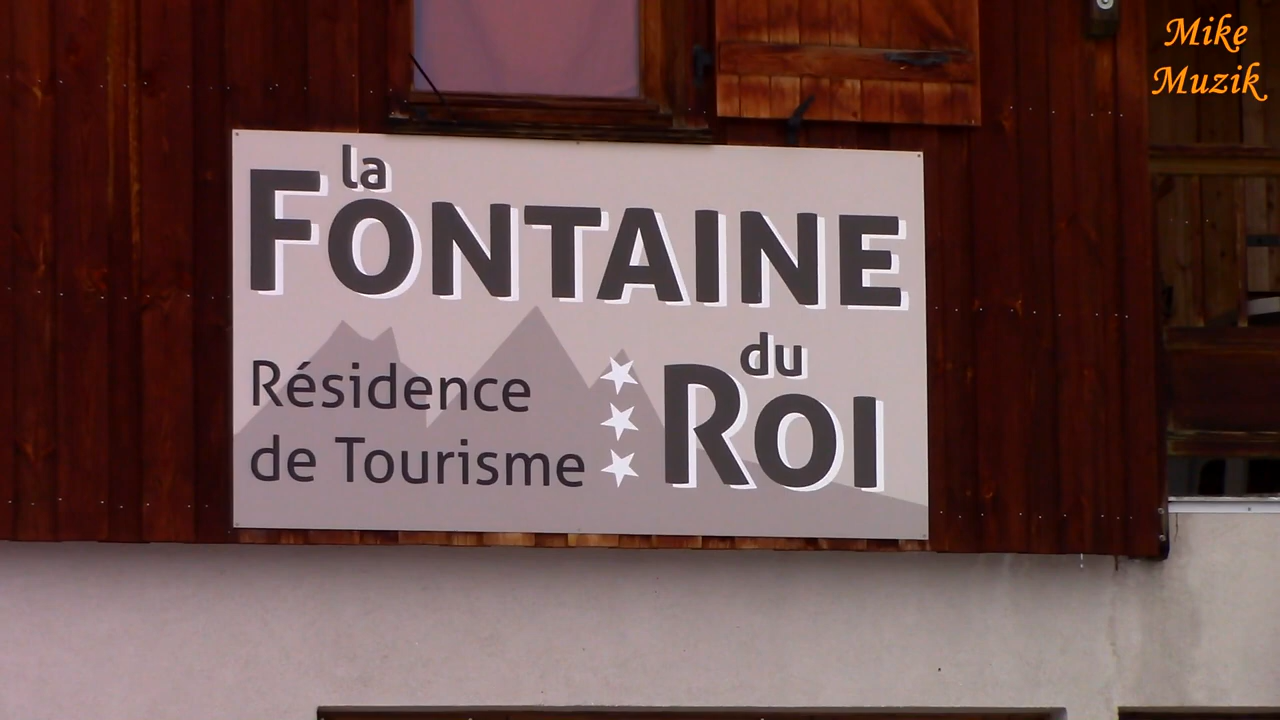 Mike
Muzik
la
FONTAINE
du
ROI
Résidence
de Tourisme